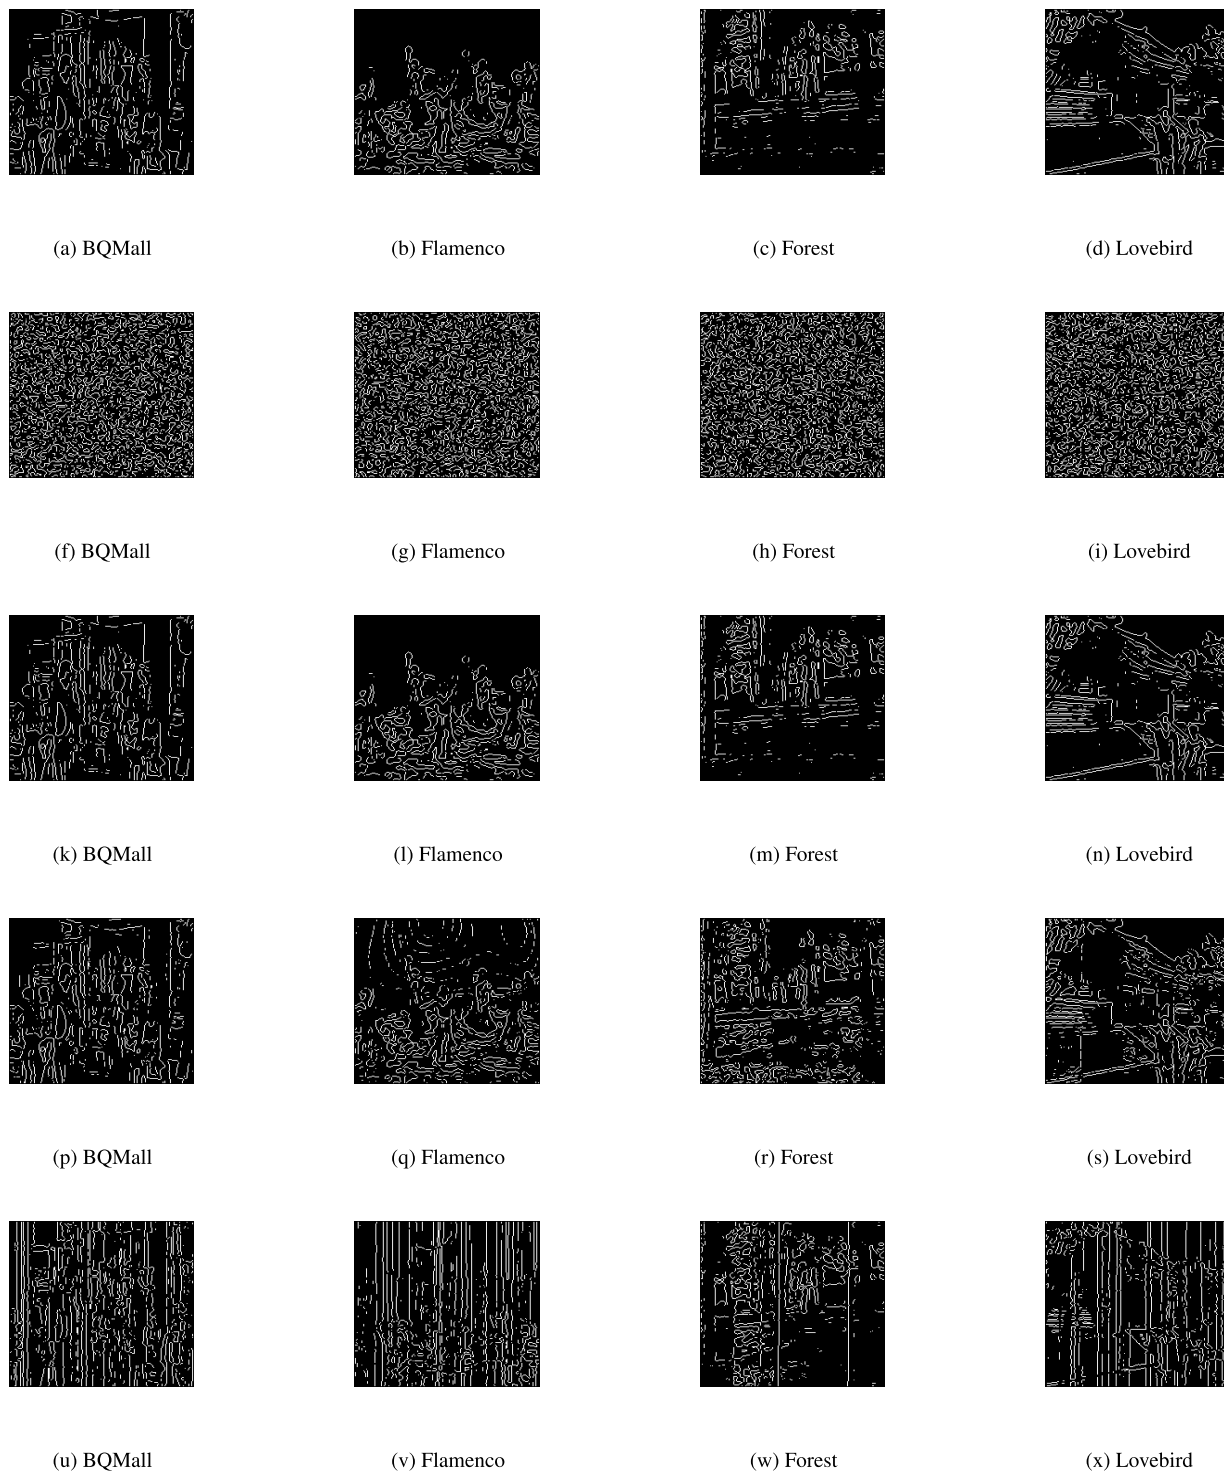 (a) BQMall
(b) Flamenco
(c) Forest
(d) Lovebird
(f) BQMall
(g) Flamenco
(h) Forest
(i) Lovebird
(k) BQMall
(l) Flamenco
(m) Forest
(n) Lovebird
(p) BQMall
(q) Flamenco
(r) Forest
(s) Lovebird
(u) BQMall
(v) Flamenco
(w) Forest
(x) Lovebird